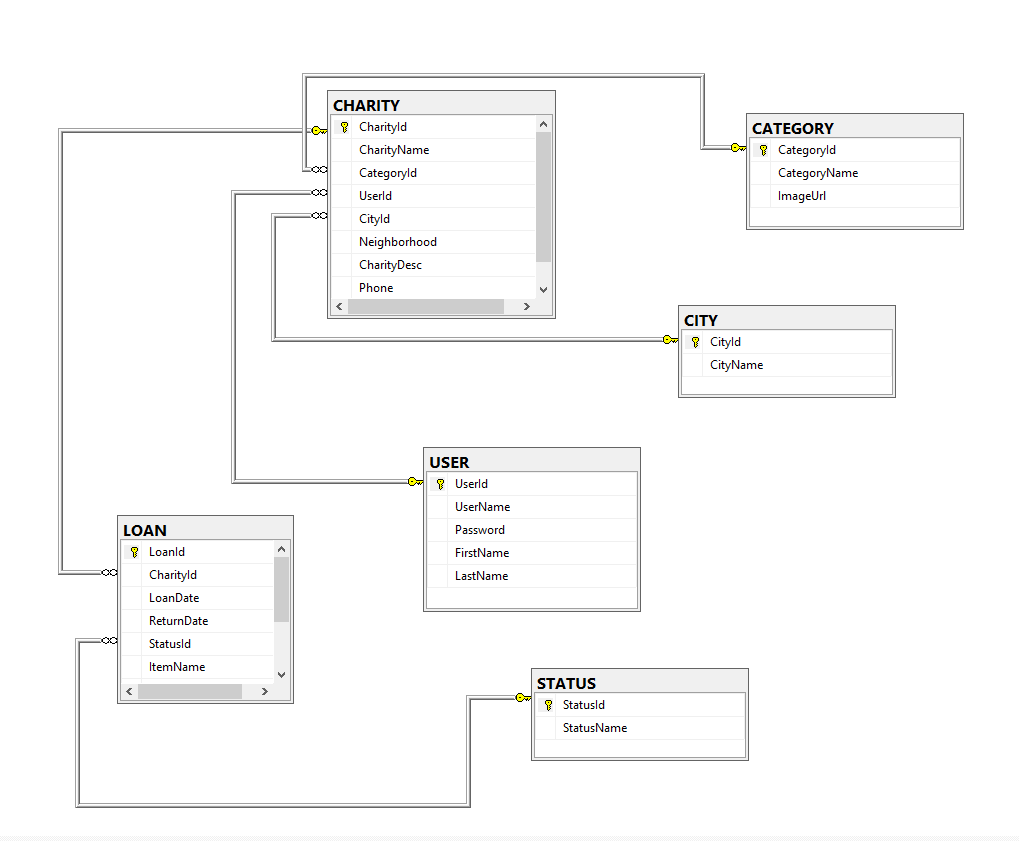 CHARITY
CharityId
CharityName
CategoryId
UserId
CityId
Neighborhood
CharityDesc
Phone
CATEGORY
CategoryId
CategoryName
ImageUrl
CITY
CityId
CityName
USER
UserId
UserName
Password
FirstName
LastName
LOAN
LoanId
CharityId
LoanDate
ReturnDate
StatusId
ItemName
STATUS
StatusId
StatusName